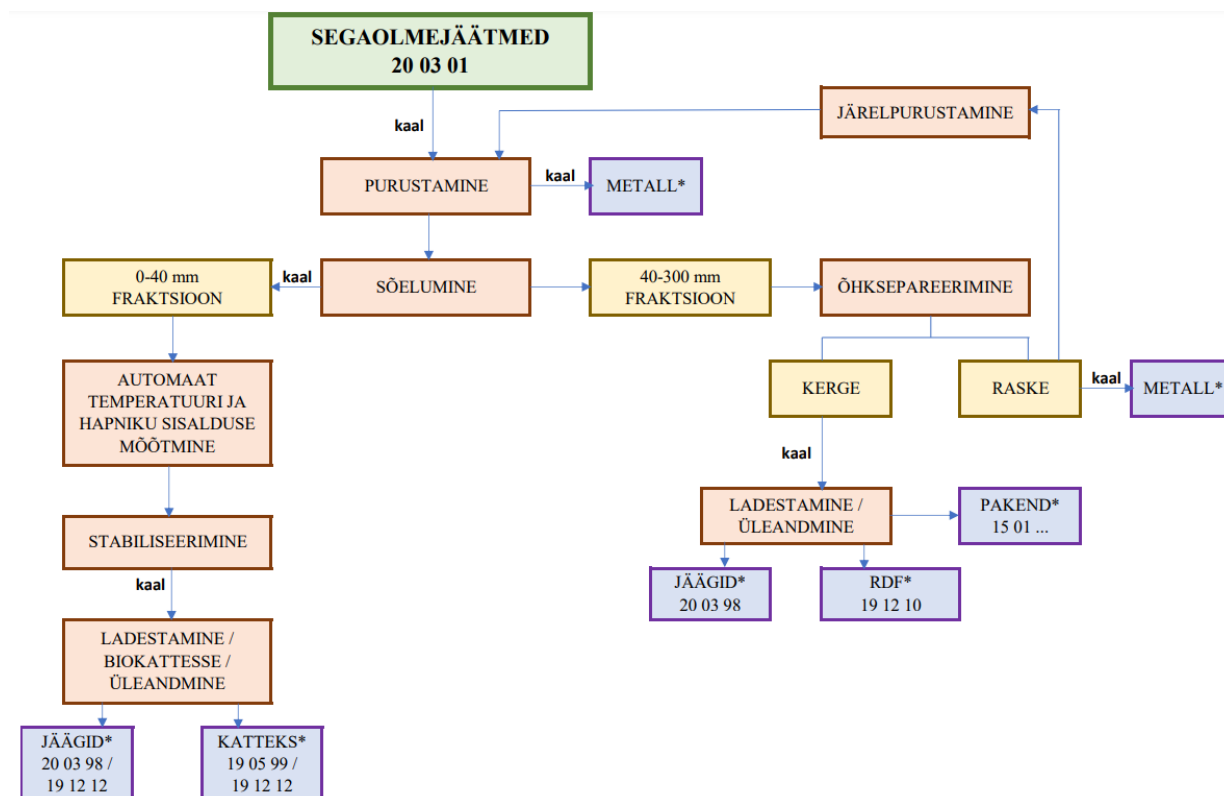 SEGAOLMEJÄÄTMED
20 03 01
JÄRELPURUSTAMINE
kaal
PURUSTAMINE
kaal
METALL*
0-40 mm
FRAKTSIOON
kaal
SÕELUMINE
40-300 mm
FRAKTSIOON
ÕHKSEPAREERIMINE
AUTOMAAT
TEMPERATUURI JA
HAPNIKU SISALDUSE
MÕÕTMINE
KERGE
RASKE
kaal
METALL*
kaal
STABILISEERIMINE
LADESTAMINE /
ÜLEANDMINE
PAKEND*
15 01 ...
kaal
JÄÄGID*
20 03 98
RDF*
19 12 10
LADESTAMINE /
BIOKATTESSE /
ÜLEANDMINE
JÄÄGID*
20 03 98 /
19 12 12
KATTEKS*
19 05 99 /
19 12 12